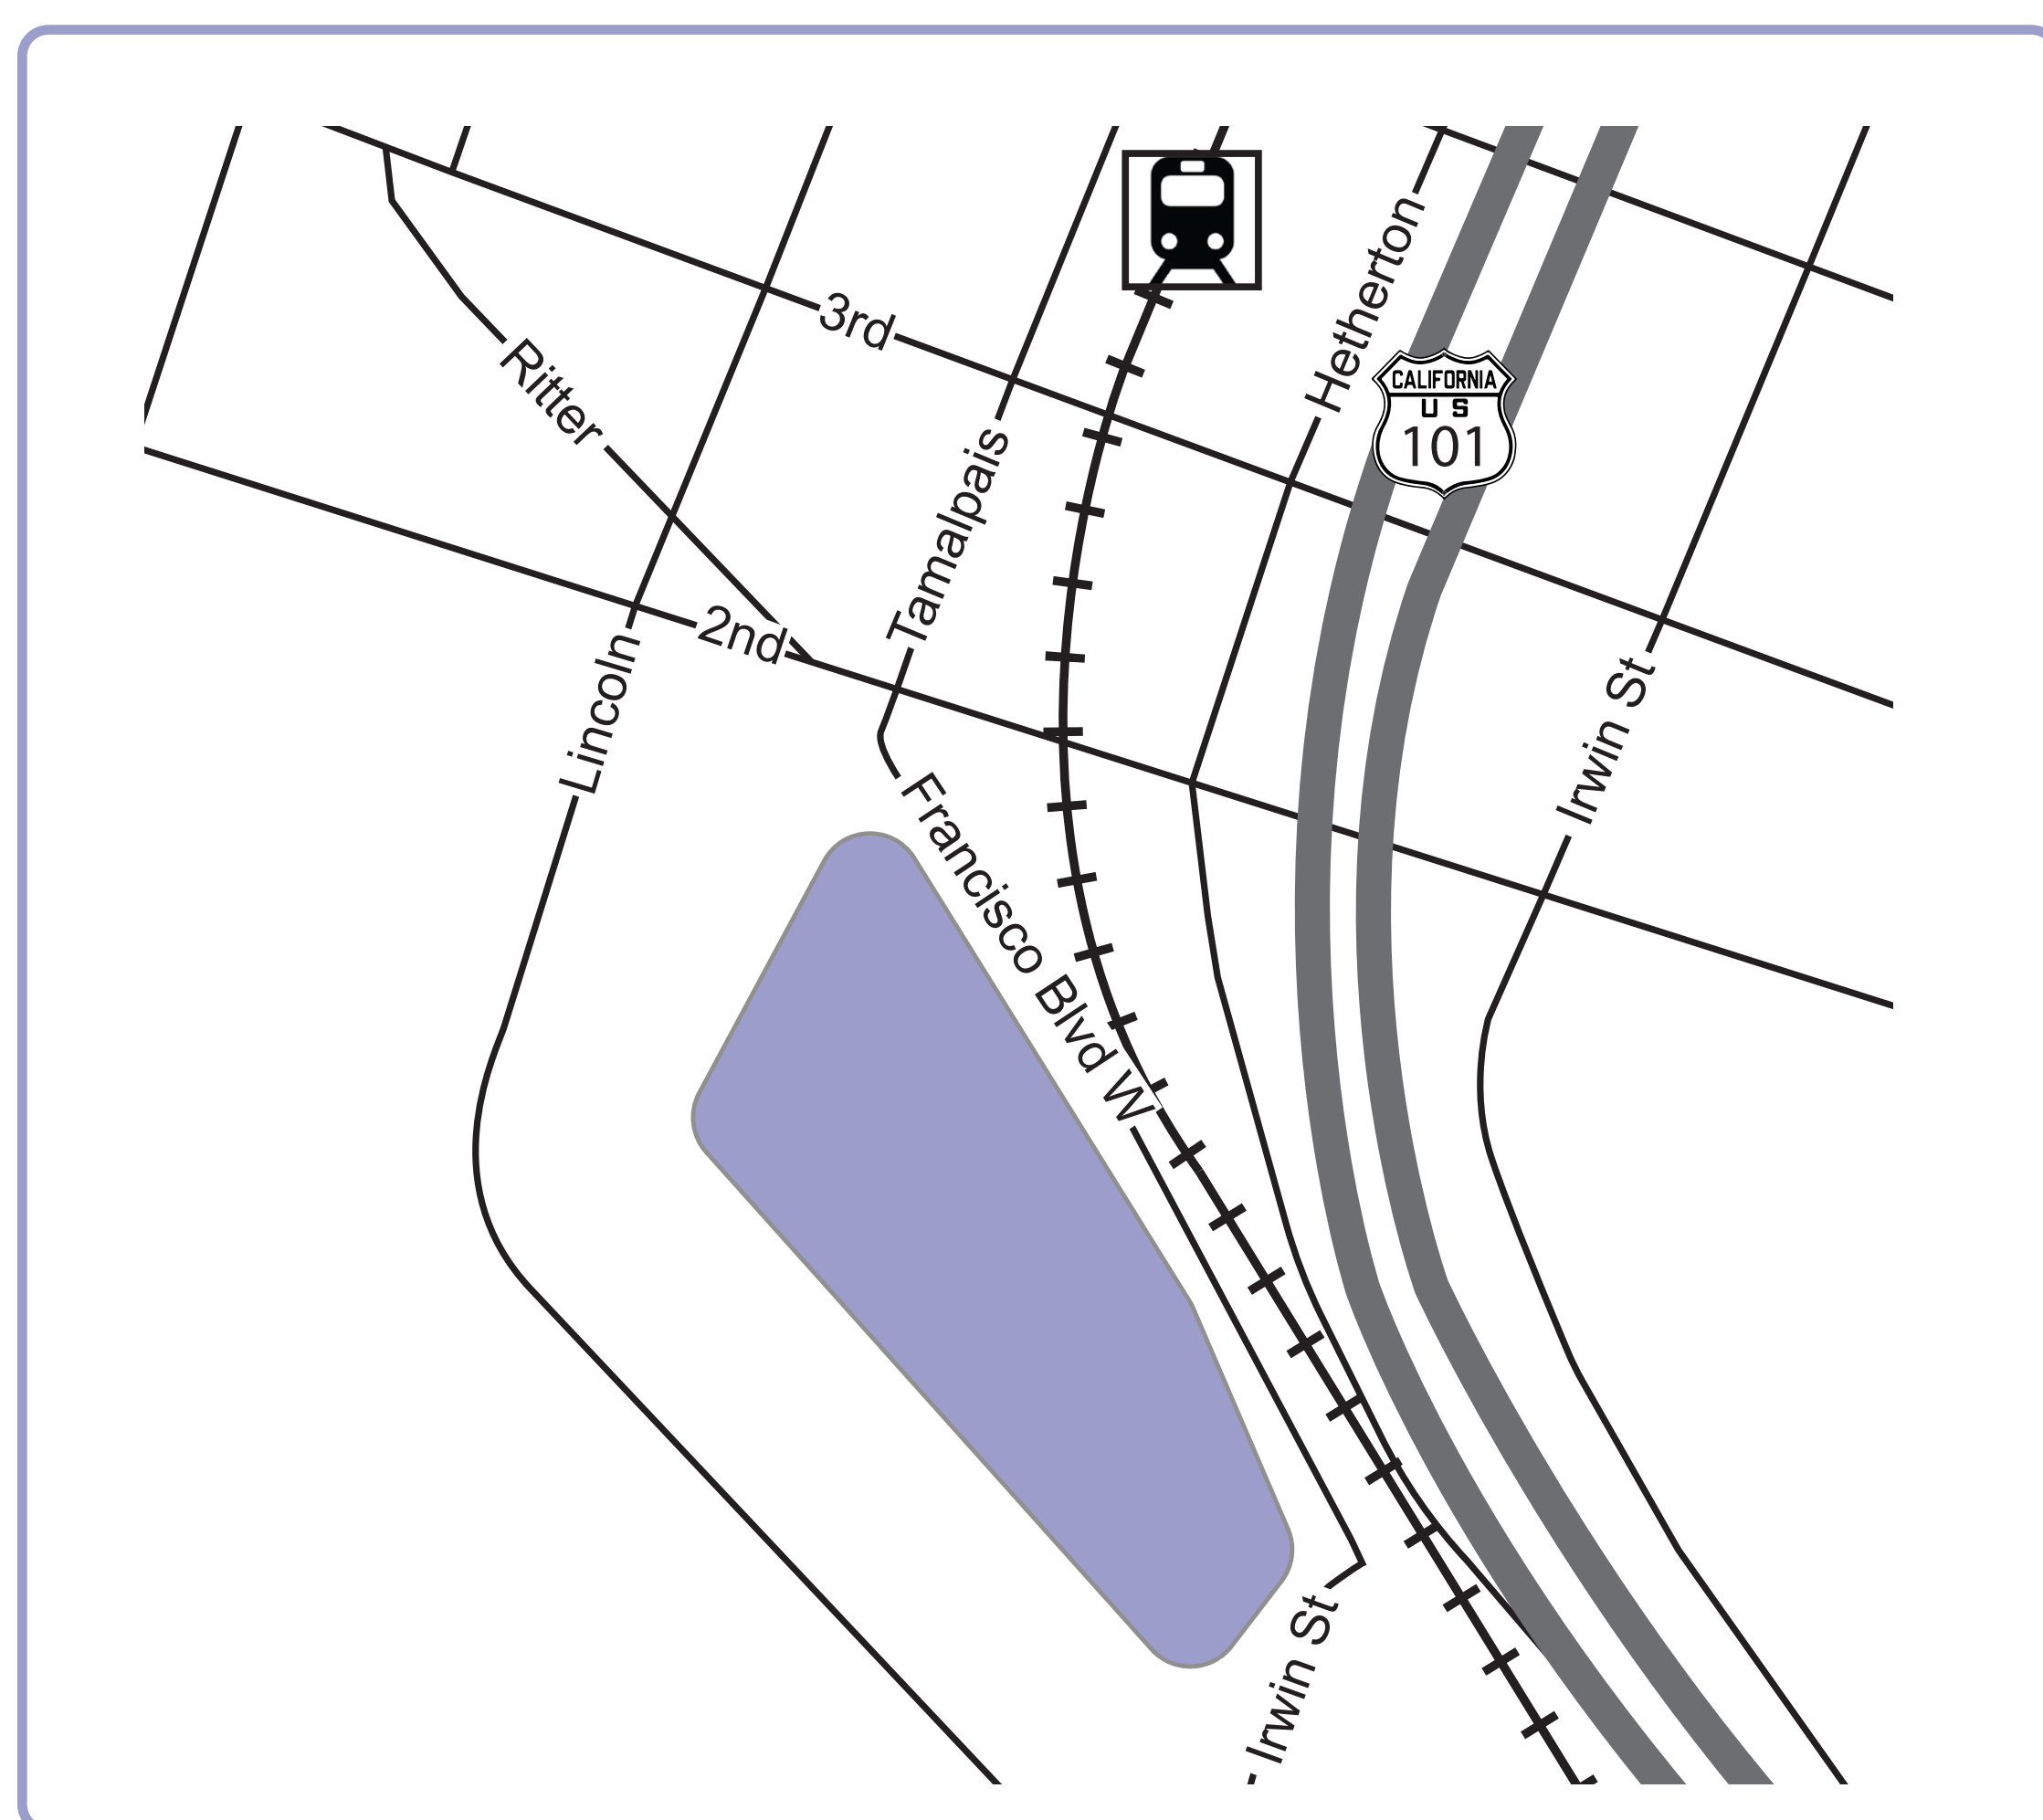 3rd
Hetherton
Ritter
CALIFORNIA
U S
101
Tamalpais
2nd
Lincoln
Irwin St
Francisco Blvd W
Irwin St